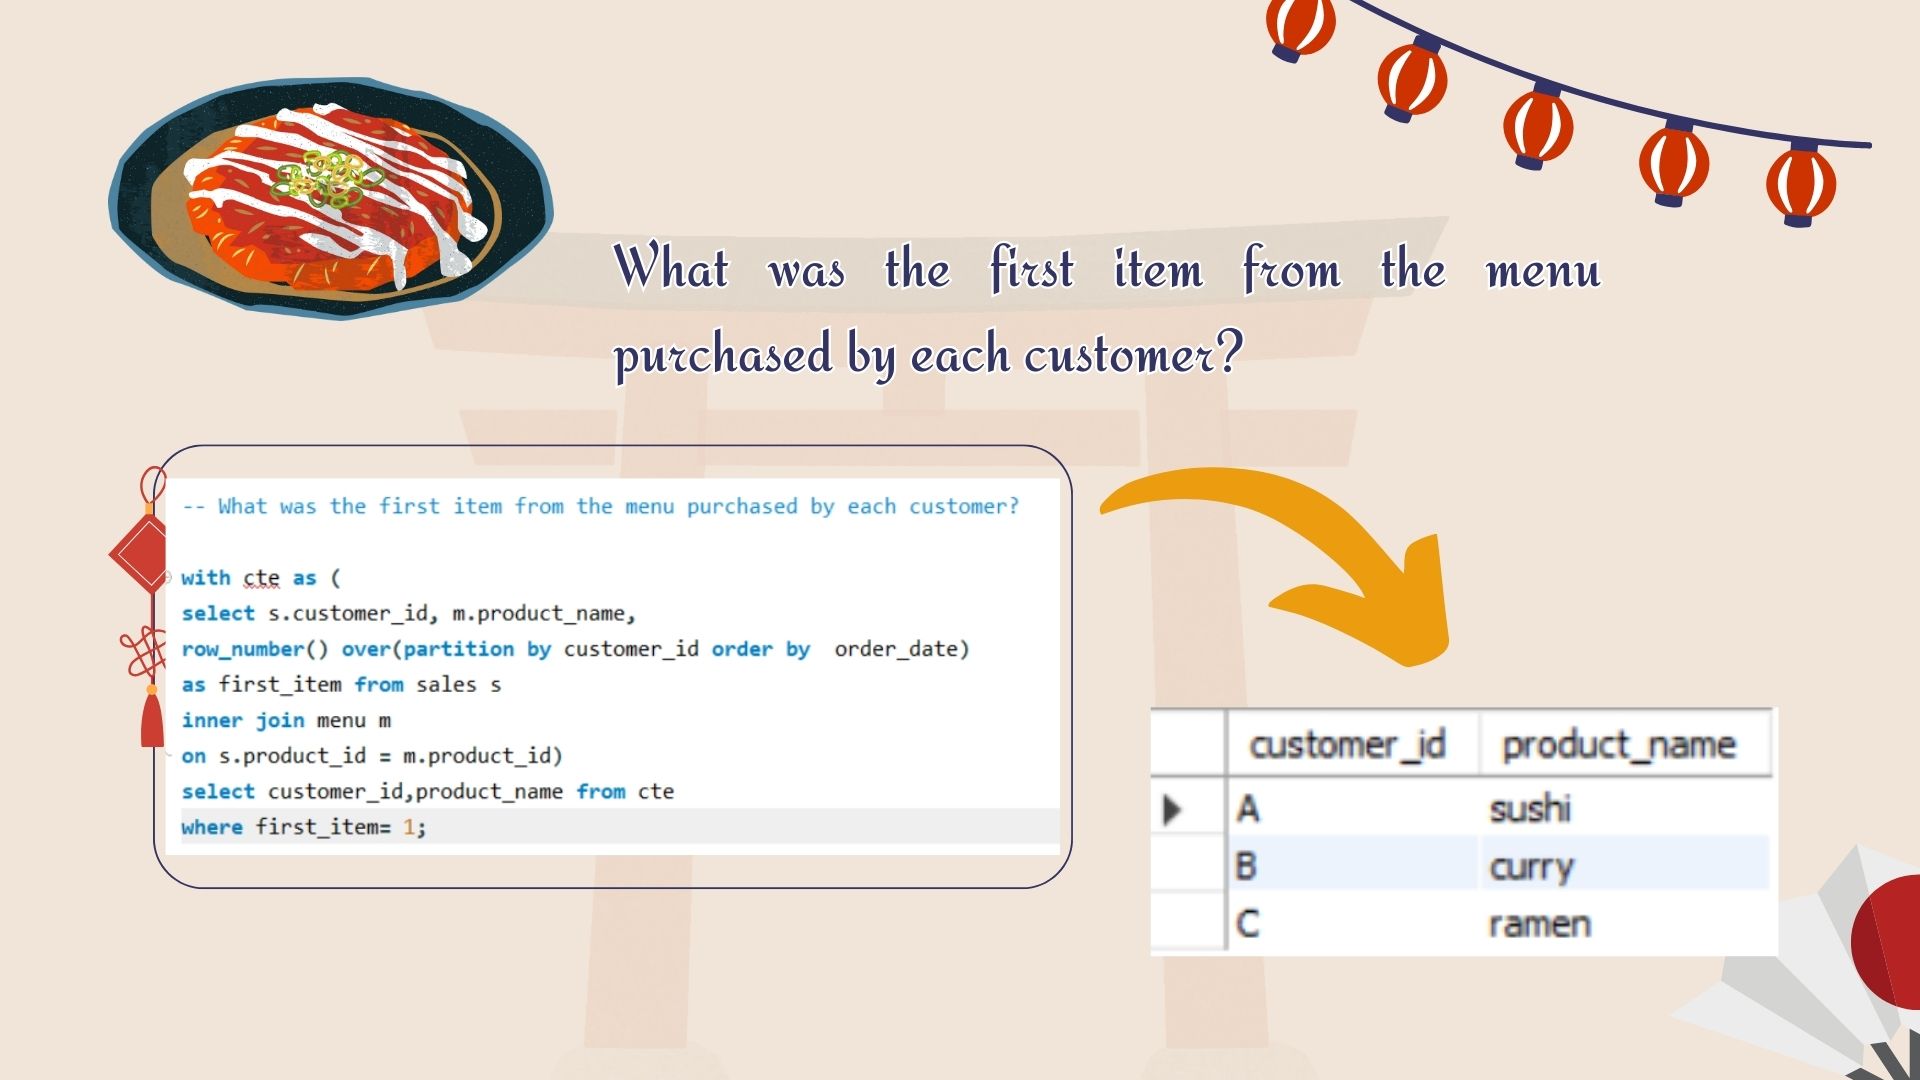 What was the first item from the menu
purchased by each customer?
-- What was the first item from the menu purchased by each customer?
with cte as (
select s.customer_id, m.product_name,
row_number() over(partition by customer_id order by  order_date)
as first_item from sales s
inner join menu m
on s.product_id = m.product_id)
select customer_id,product_name from cte
where first_item= 1;
customer_id product_name
A sushi
B curry
C ramen